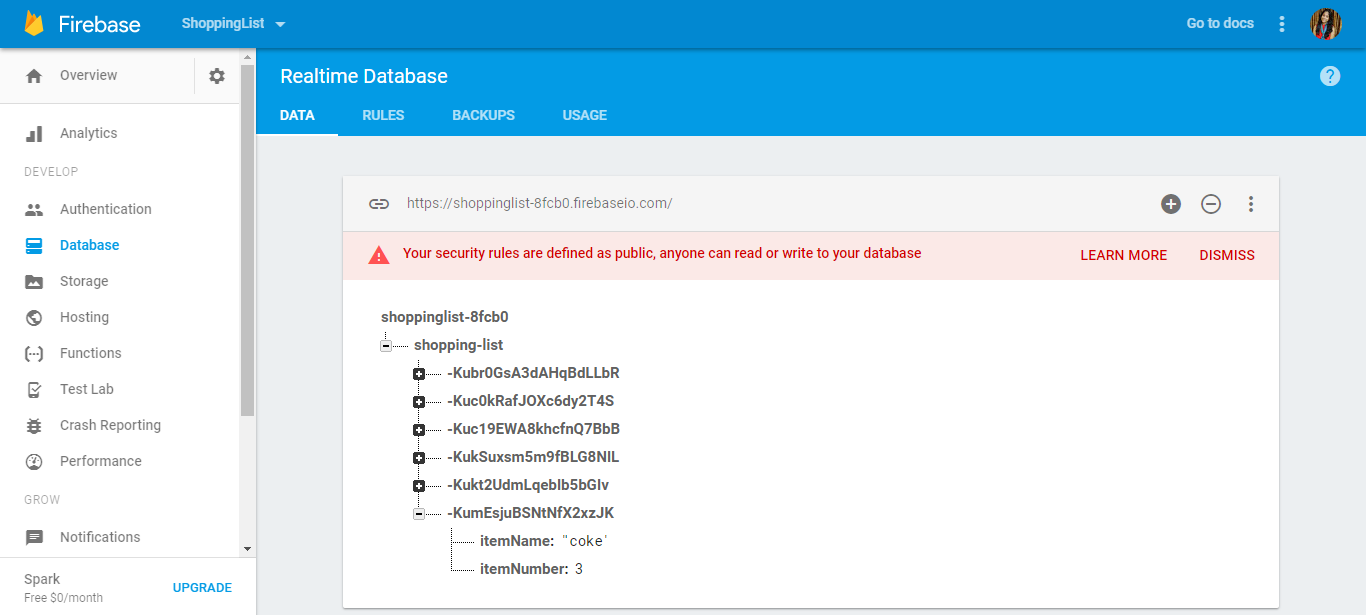 Firebase
ShoppingList
Go to docs
Overview
Analytics
DEVELOP
Authentication
Database
Storage
Hosting
Functions
Test Lab
Crash Reporting
Performance
GROW
Notifications
Spark
Free $0/month
UPGRADE
Realtime Database
?
DATA
RULES
BACKUPS
USAGE
https://shoppinglist-8fcb0.firebaseio.com/
Your security rules are defined as public, anyone can read or write to your database
LEARN MORE
DISMISS
shoppinglist-8fcb0
shopping-list
-Kubr0GsA3dAHqBdLLbR
-Kuc0kRafJOXc6dy2T4S
-Kuc19EWA8khcfnQ7BbB
-KukSuxsm5m9fBLG8NIL
-Kukt2UdmLqebIb5bGIv
-KumEsjuBSNtNfX2xzJK
itemName: "coke'
itemNumber: 3